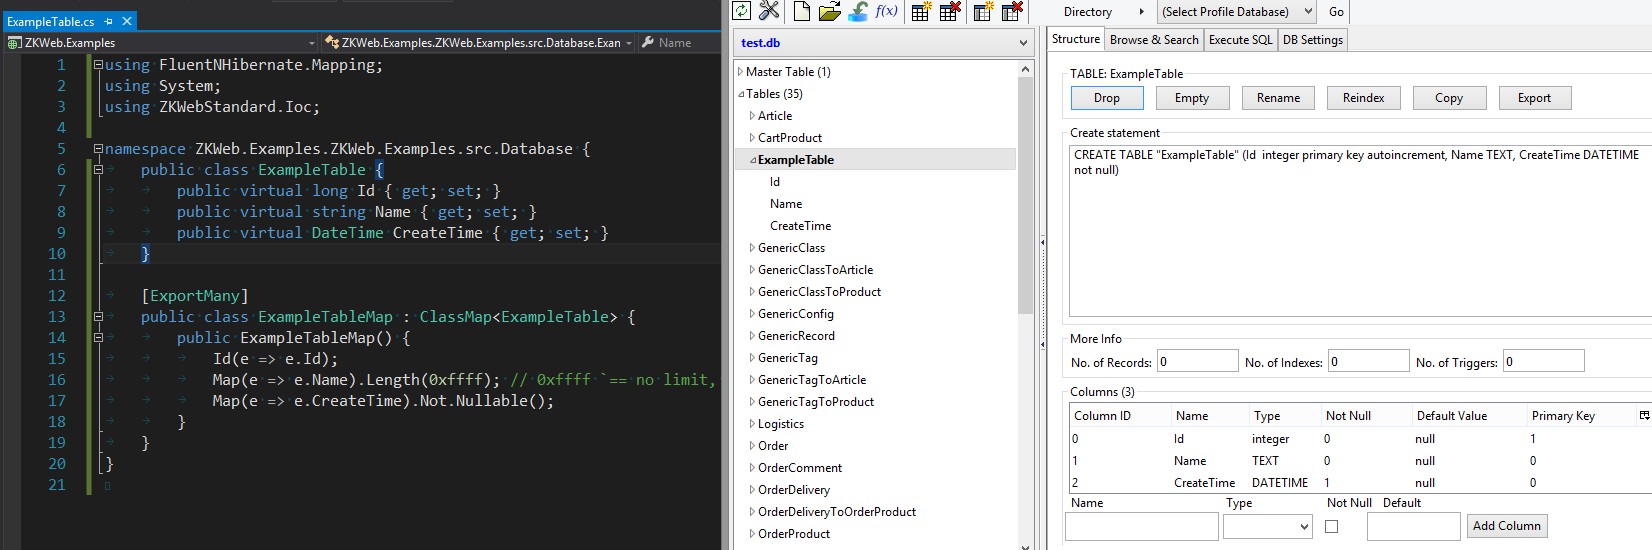 ExampleTable.cs
ZKWeb.Examples
ZKWeb.Examples.ZKWeb.Examples.src.Database.Exan
Name
1 using FluentNHibernate.Mapping;
2 using System;
3 using ZKWebStandard.Ioc;
4
5 namespace ZKWeb.Examples.ZKWeb.Examples.src.Database {
6 public class ExampleTable {
7 public virtual long Id { get; set; }
8 public virtual string Name { get; set; }
9 public virtual DateTime CreateTime { get; set; }
10 }
11
12 [ExportMany]
13 public class ExampleTableMap : ClassMap<ExampleTable> {
14 public ExampleTableMap() {
15 Id(e => e.Id);
16 Map(e => e.Name).Length(0xffff); // 0xffff `== no limit,
17 Map(e => e.CreateTime).Not.Nullable();
18 }
19 }
20 }
21
f(x)
Directory
(Select Profile Database)
Go
test.db
Master Table (1)
Tables (35)
Article
CartProduct
ExampleTable
Id
Name
CreateTime
GenericClass
GenericClassToArticle
GenericClassToProduct
GenericConfig
GenericRecord
GenericTag
GenericTagToArticle
GenericTagToProduct
Logistics
Order
OrderComment
OrderDelivery
OrderDeliveryToOrderProduct
OrderProduct
Structure Browse & Search Execute SQL DB Settings
TABLE: ExampleTable
Drop Empty Rename Reindex Copy Export
Create statement
CREATE TABLE "ExampleTable" (Id  integer primary key autoincrement, Name TEXT, CreateTime DATETIME
not null)
More Info
No. of Records: 0 No. of Indexes: 0 No. of Triggers: 0
Columns (3)
Column ID Name Type Not Null Default Value Primary Key
0 Id integer 0 null 1
1 Name TEXT 0 null 0
2 CreateTime DATETIME 1 null 0
Name Type Not Null Default
Add Column